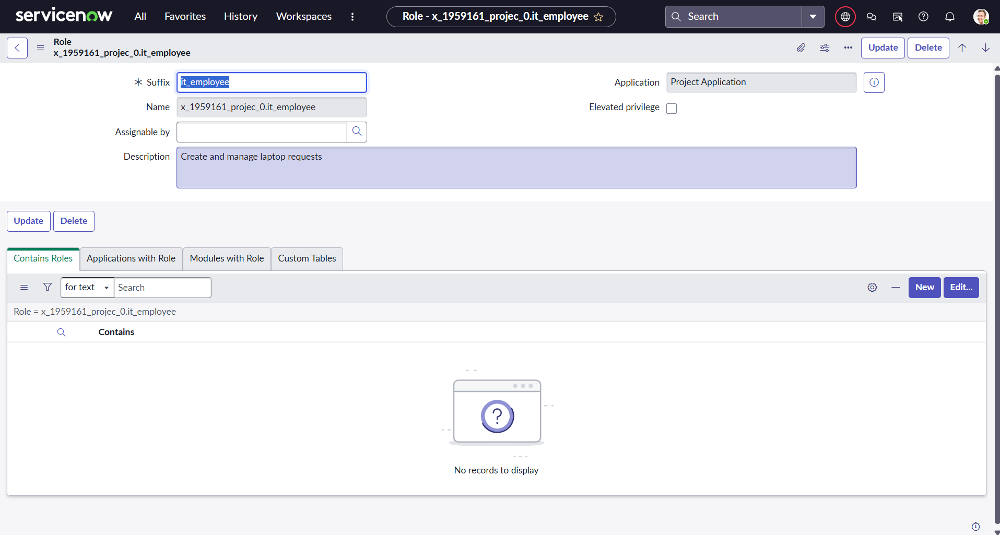 servicenow
All
Favorites
History
Workspaces
Role - x_1959161_projec_0.it_employee
Search
Role
x_1959161_projec_0.it_employee
Update
Delete
Suffix
it_employee
Application
Project Application
Name
x_1959161_projec_0.it_employee
Elevated privilege
Assignable by
Description
Create and manage laptop requests
Update
Delete
Contains Roles
Applications with Role
Modules with Role
Custom Tables
for text
Search
New
Edit...
Role = x_1959161_projec_0.it_employee
Contains
?
No records to display